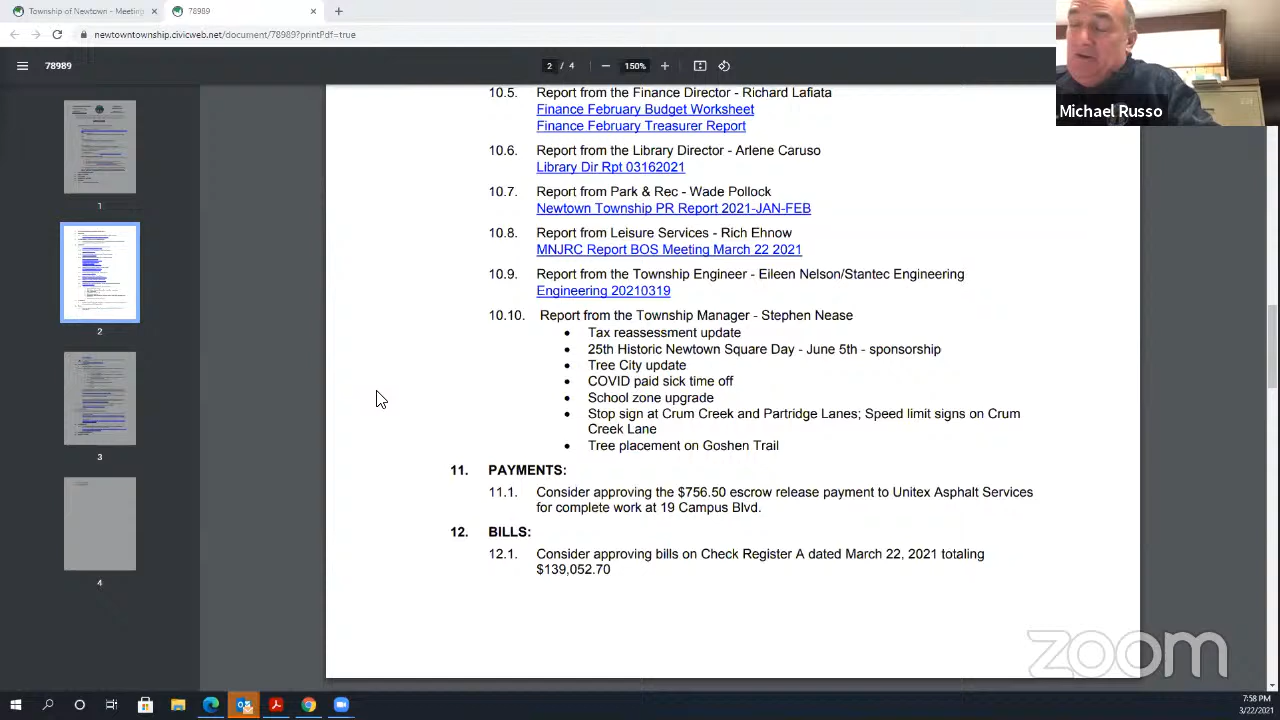 Township of Newtown - Meeting
78989
newtowntownship.civicweb.net/document/78989?printPdf=true
78989
2 / 4
150%
Michael Russo
10.5. Report from the Finance Director - Richard Lafiata
Finance February Budget Worksheet
Finance February Treasurer Report
10.6. Report from the Library Director - Arlene Caruso
Library Dir Rpt 03162021
10.7. Report from Park & Rec - Wade Pollock
Newtown Township PR Report 2021-JAN-FEB
10.8. Report from Leisure Services - Rich Ehnow
MNJRC Report BOS Meeting March 22 2021
10.9. Report from the Township Engineer - Eileen Nelson/Stantec Engineering
Engineering 20210319
10.10. Report from the Township Manager - Stephen Nease
• Tax reassessment update
• 25th Historic Newtown Square Day - June 5th - sponsorship
• Tree City update
• COVID paid sick time off
• School zone upgrade
• Stop sign at Crum Creek and Partridge Lanes; Speed limit signs on Crum
Creek Lane
• Tree placement on Goshen Trail
11. PAYMENTS:
11.1. Consider approving the $756.50 escrow release payment to Unitex Asphalt Services
for complete work at 19 Campus Blvd.
12. BILLS:
12.1. Consider approving bills on Check Register A dated March 22, 2021 totaling
$139,052.70
1
2
3
4
zoom
7:58 PM
3/22/2021